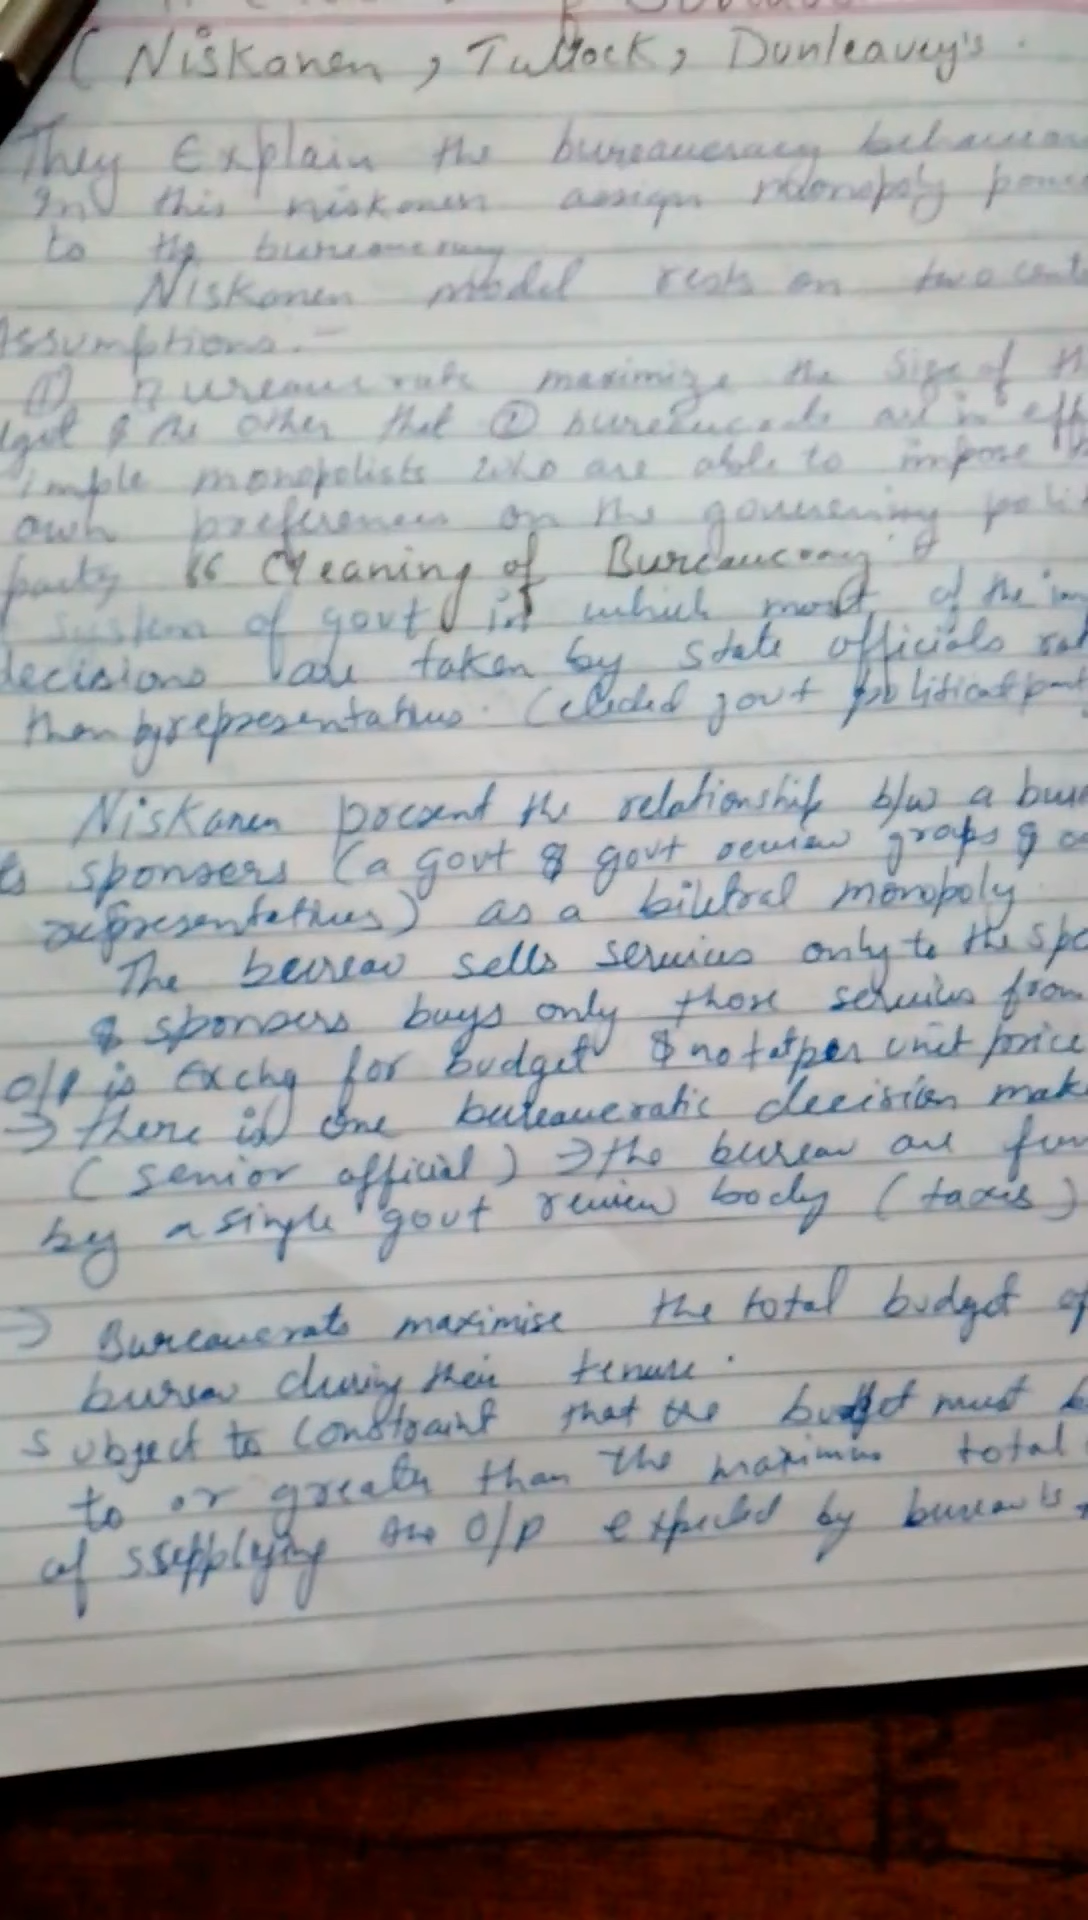 ( Niskanen , Tullock , Dunleavey's .
They Explain the bureaucracy
In this niskanen assign monopoly
to the bureaucracy
Niskanen model rests on two
Assumptions. -
① Bureaucrats maximize the size of
& the other that ② bureaucrats are in
monopolists who are able to impose
own preferences on the governing
party " Meaning of Bureaucracy "
system of govt in which most of the
decisions are taken by state officials
than by representatives. (elected govt political
Niskanen present the relationship b/w a
sponsers (a govt & govt review groups &
representatives) as a biletral monopoly
The bureau sells services only to the
& sponsers buys only those services from
O/P is Exchg for budget & not at per unit price
→ there is one bureaucratic decision
( senior official ) → the bureau are
by a single govt review body ( taxes )
→ Bureaucrats maximise the total budget of
bureau during their tenure .
Subject to Constraint that the budget must
to or greater than the total
of ssupplying the O/P expected by